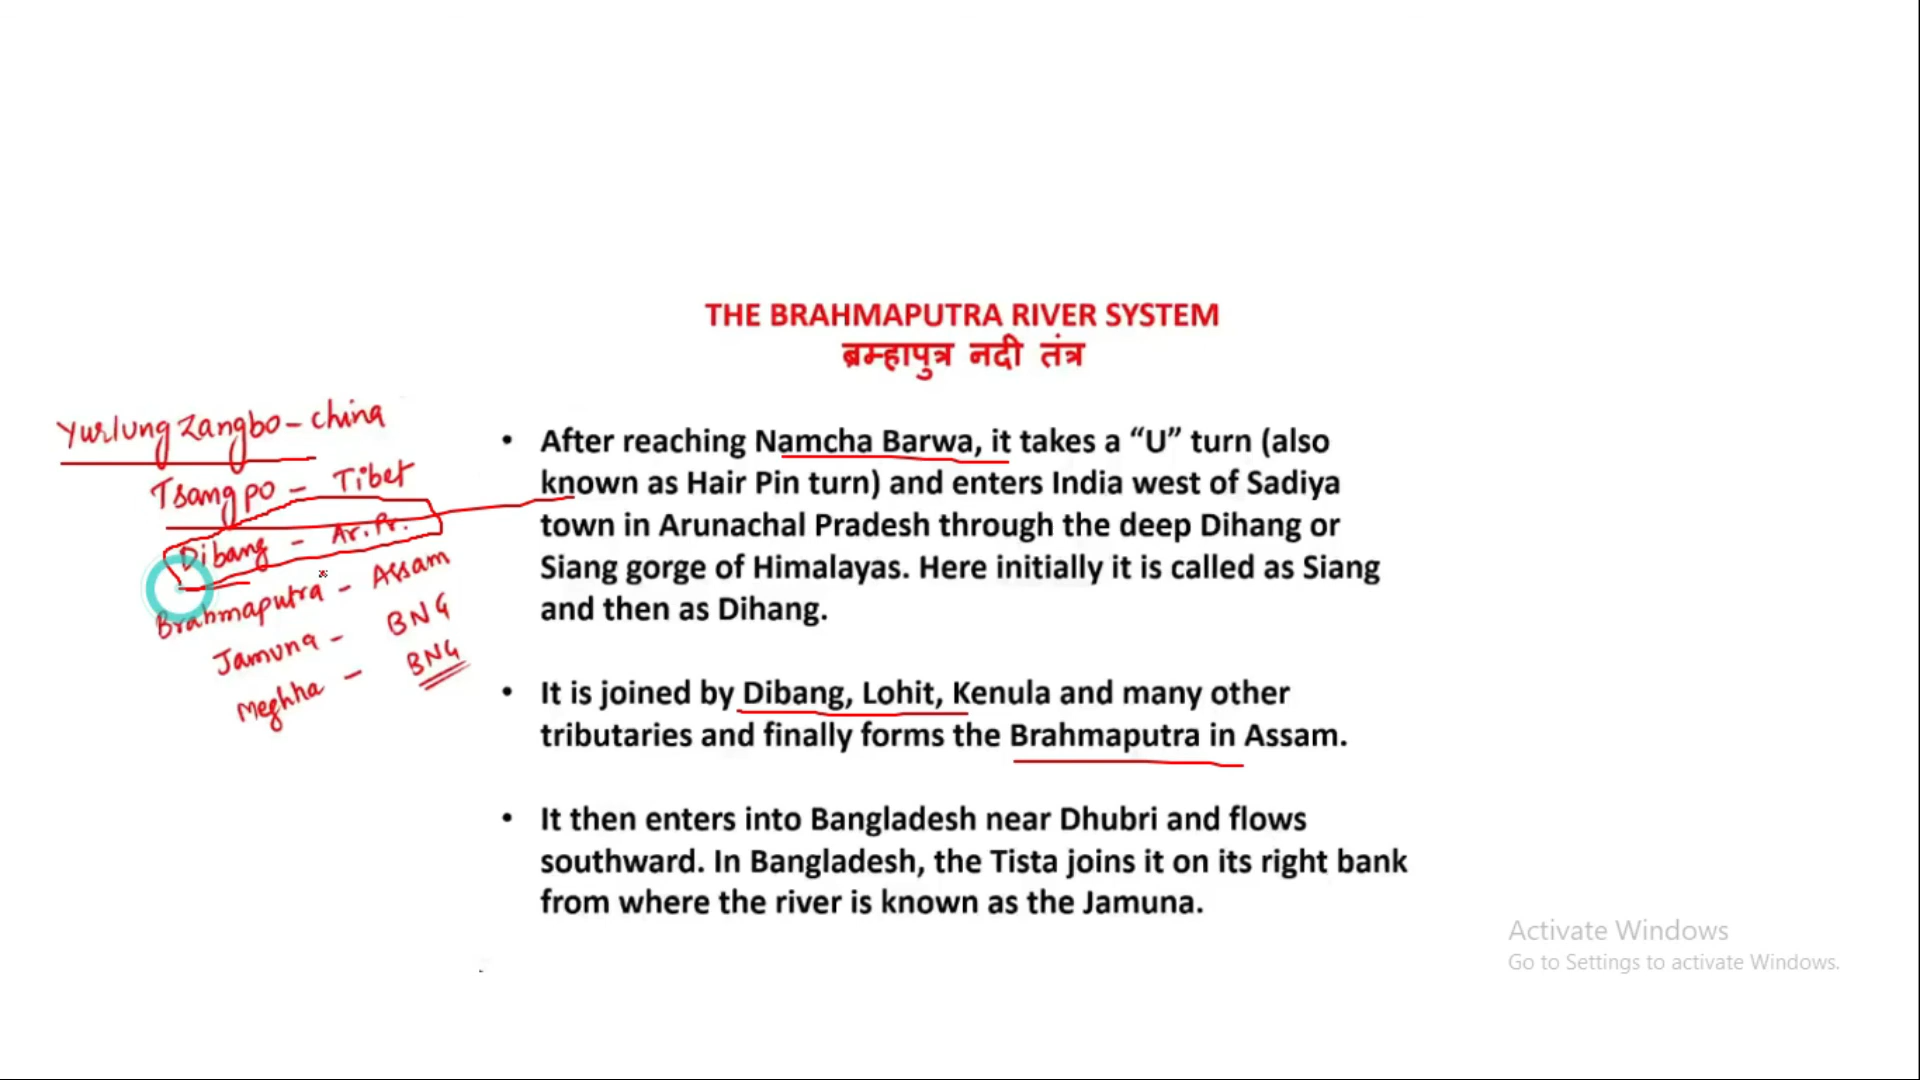 THE BRAHMAPUTRA RIVER SYSTEM
ब्रम्हापुत्र नदी तंत्र
Yurlung Zangbo - China
Tsangpo - Tibet
Dibang - Ar. Pr.
Brahmaputra - Assam
Jamuna - BNG
Meghha - BNG
• After reaching Namcha Barwa, it takes a “U” turn (also
known as Hair Pin turn) and enters India west of Sadiya
town in Arunachal Pradesh through the deep Dihang or
Siang gorge of Himalayas. Here initially it is called as Siang
and then as Dihang.
• It is joined by Dibang, Lohit, Kenula and many other
tributaries and finally forms the Brahmaputra in Assam.
• It then enters into Bangladesh near Dhubri and flows
southward. In Bangladesh, the Tista joins it on its right bank
from where the river is known as the Jamuna.
Activate Windows
Go to Settings to activate Windows.